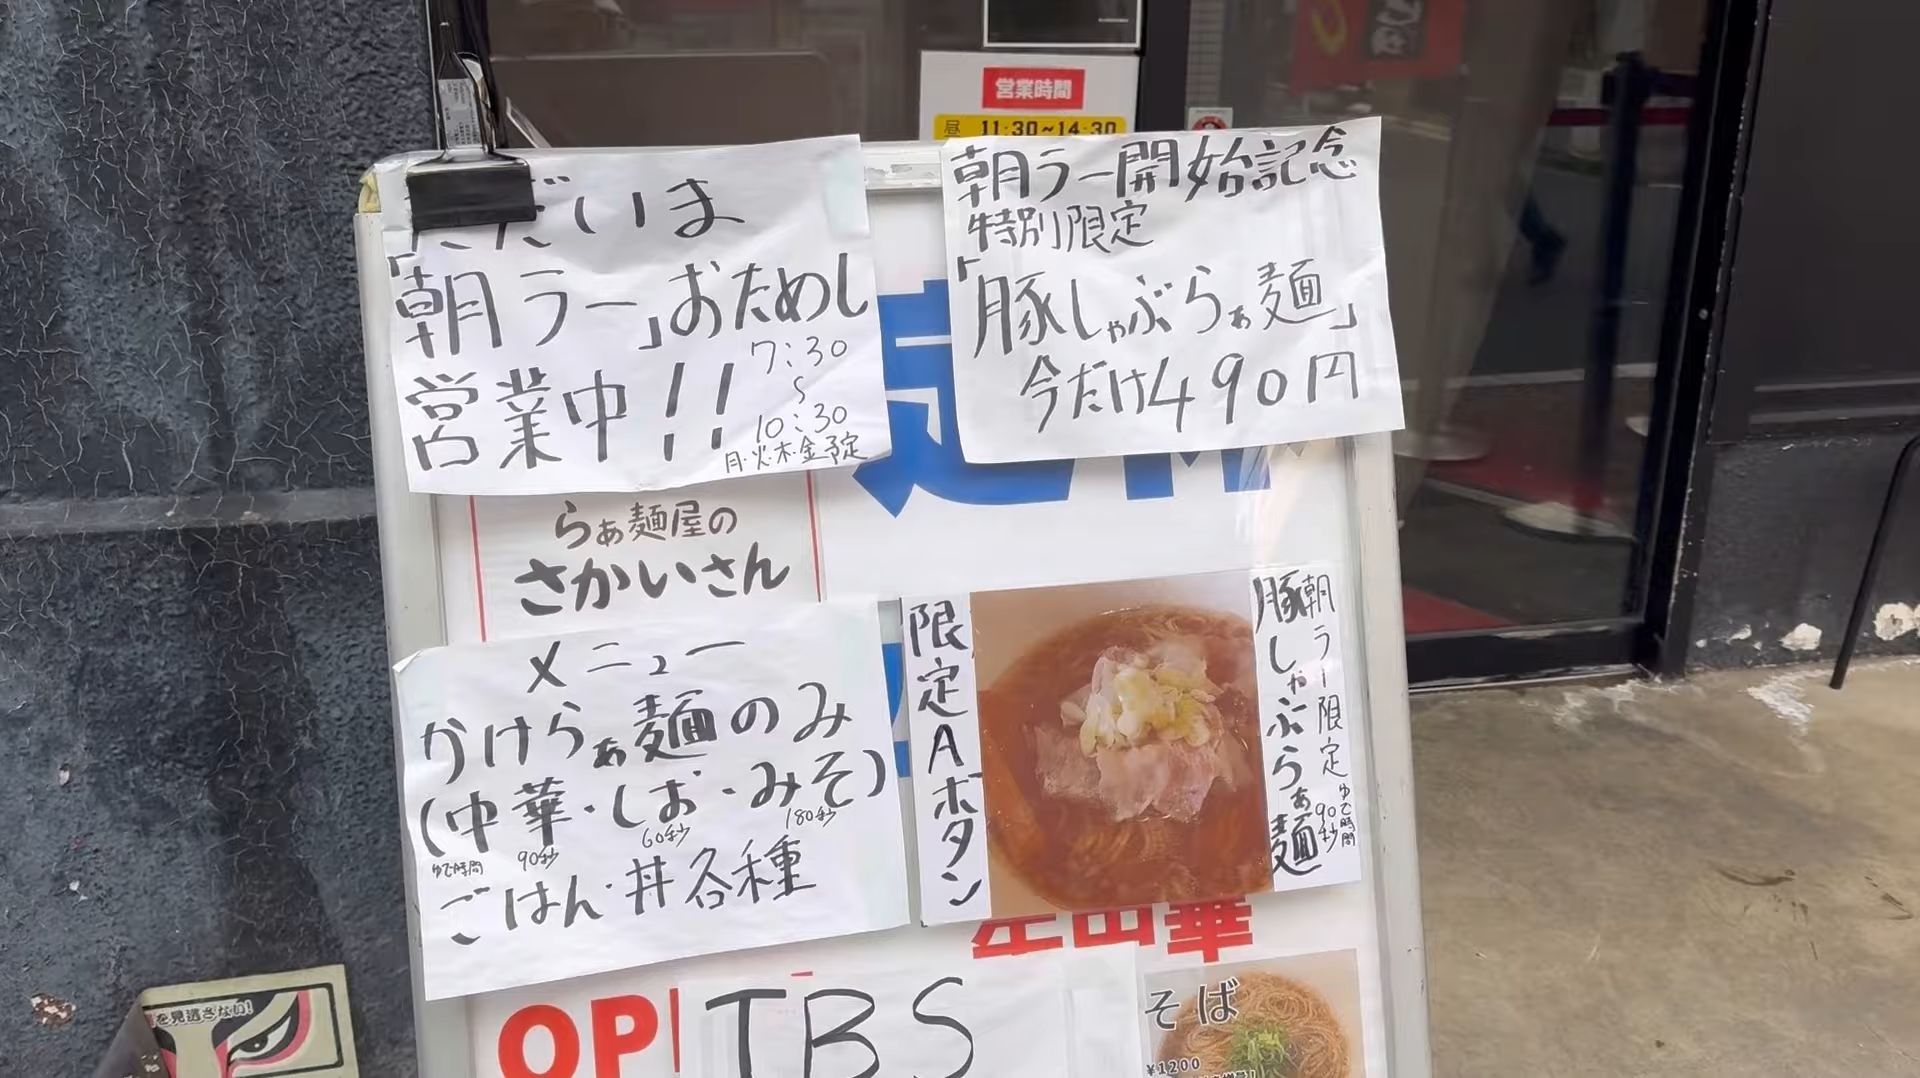 営業時間
昼 11:30~14:30
ただいま
「朝ラー」おためし
営業中!!
7:30
~
10:30
月・火・木・金予定
朝ラー開始記念
特別限定
「豚しゃぶらぁ麺」
今だけ490円
らぁ麺屋の
さかいさん
メニュー
かけらぁ麺のみ
(中華・しお・みそ)
ゆで時間 90秒 60秒 180秒
ごはん・丼各種
限定Aボタン
朝ラー限定
ゆで時間
90秒
豚しゃぶらぁ麺
OP
TBS
そば
¥1200
を見逃さない!